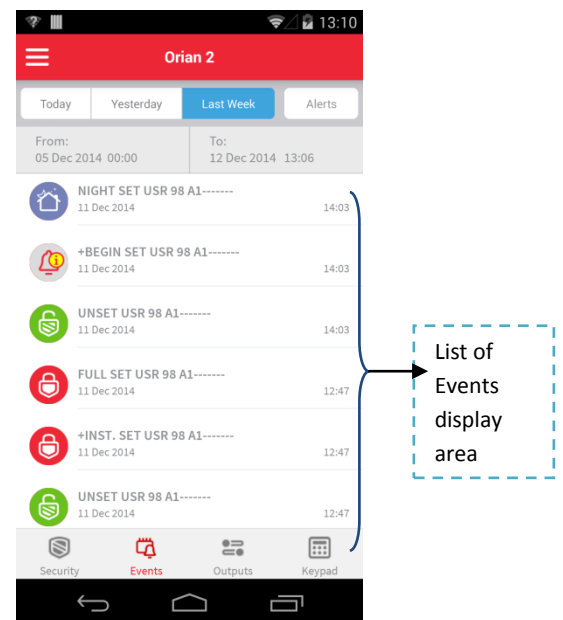 13:10
Orian 2
Today Yesterday Last Week Alerts
From: To:
05 Dec 2014 00:00 12 Dec 2014 13:06
NIGHT SET USR 98 A1-------
11 Dec 2014 14:03
+BEGIN SET USR 98 A1-------
11 Dec 2014 14:03
UNSET USR 98 A1-------
11 Dec 2014 14:03
FULL SET USR 98 A1-------
11 Dec 2014 12:47
+INST. SET USR 98 A1-------
11 Dec 2014 12:47
UNSET USR 98 A1-------
11 Dec 2014 12:47
Security Events Outputs Keypad
List of
Events
display
area